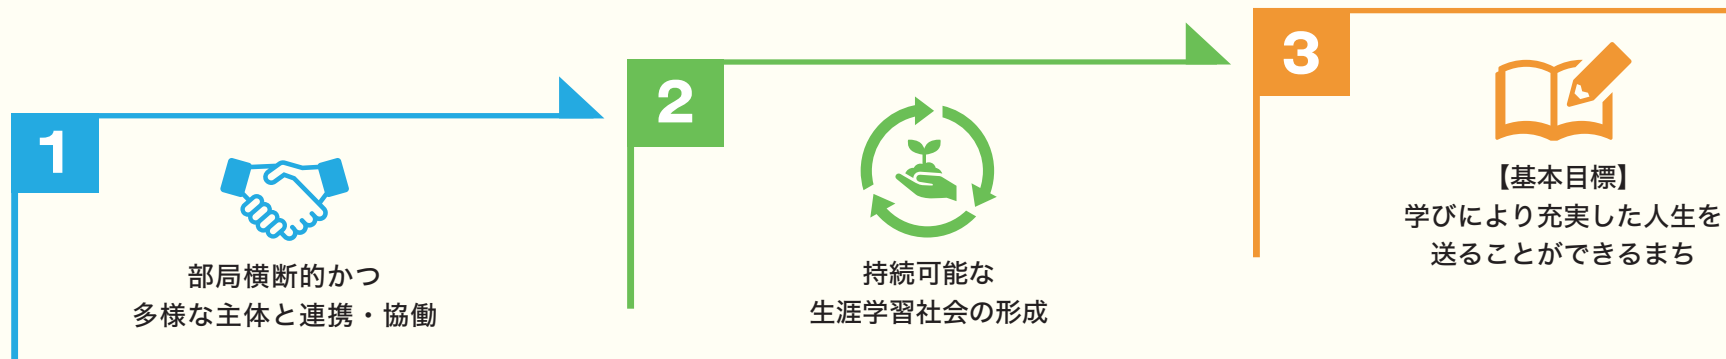 1
部局横断的かつ
多様な主体と連携・協働
2
持続可能な
生涯学習社会の形成
3
【基本目標】
学びにより充実した人生を
送ることができるまち